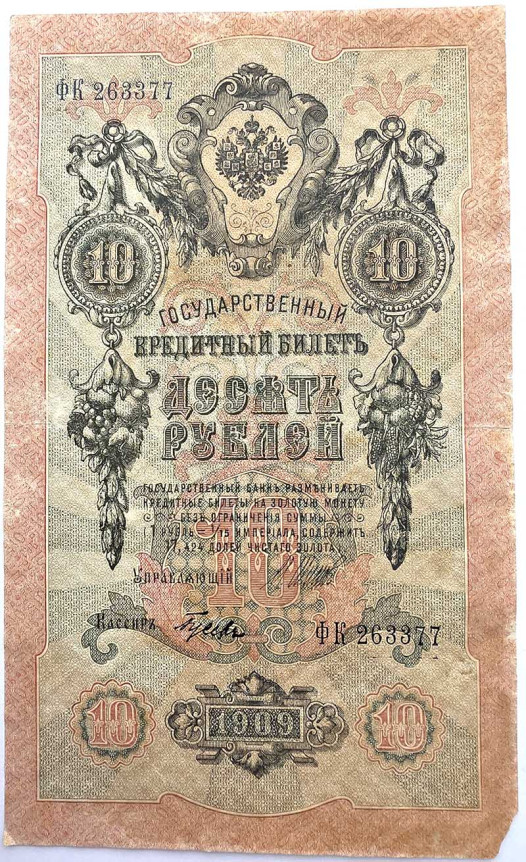 ФК 263377
10 10
ГОСУДАРСТВЕННЫЙ
КРЕДИТНЫЙ БИЛЕТЪ
ДЕСЯТЬ
РУБЛЕЙ
ГОСУДАРСТВЕННЫЙ БАНКЪ РАЗМѢНИВАЕТЪ
КРЕДИТНЫЕ БИЛЕТЫ НА ЗОЛОТУЮ МОНЕТУ
БЕЗЪ ОГРАНИЧЕНІЯ СУММЫ
(1 РУБЛЬ = 1/15 ИМПЕРІАЛА, СОДЕРЖИТЪ
17,424 ДОЛЕЙ ЧИСТАГО ЗОЛОТА)
10
УПРАВЛЯЮЩІЙ
КАССИРЪ
ФК 263377
10 1909 10